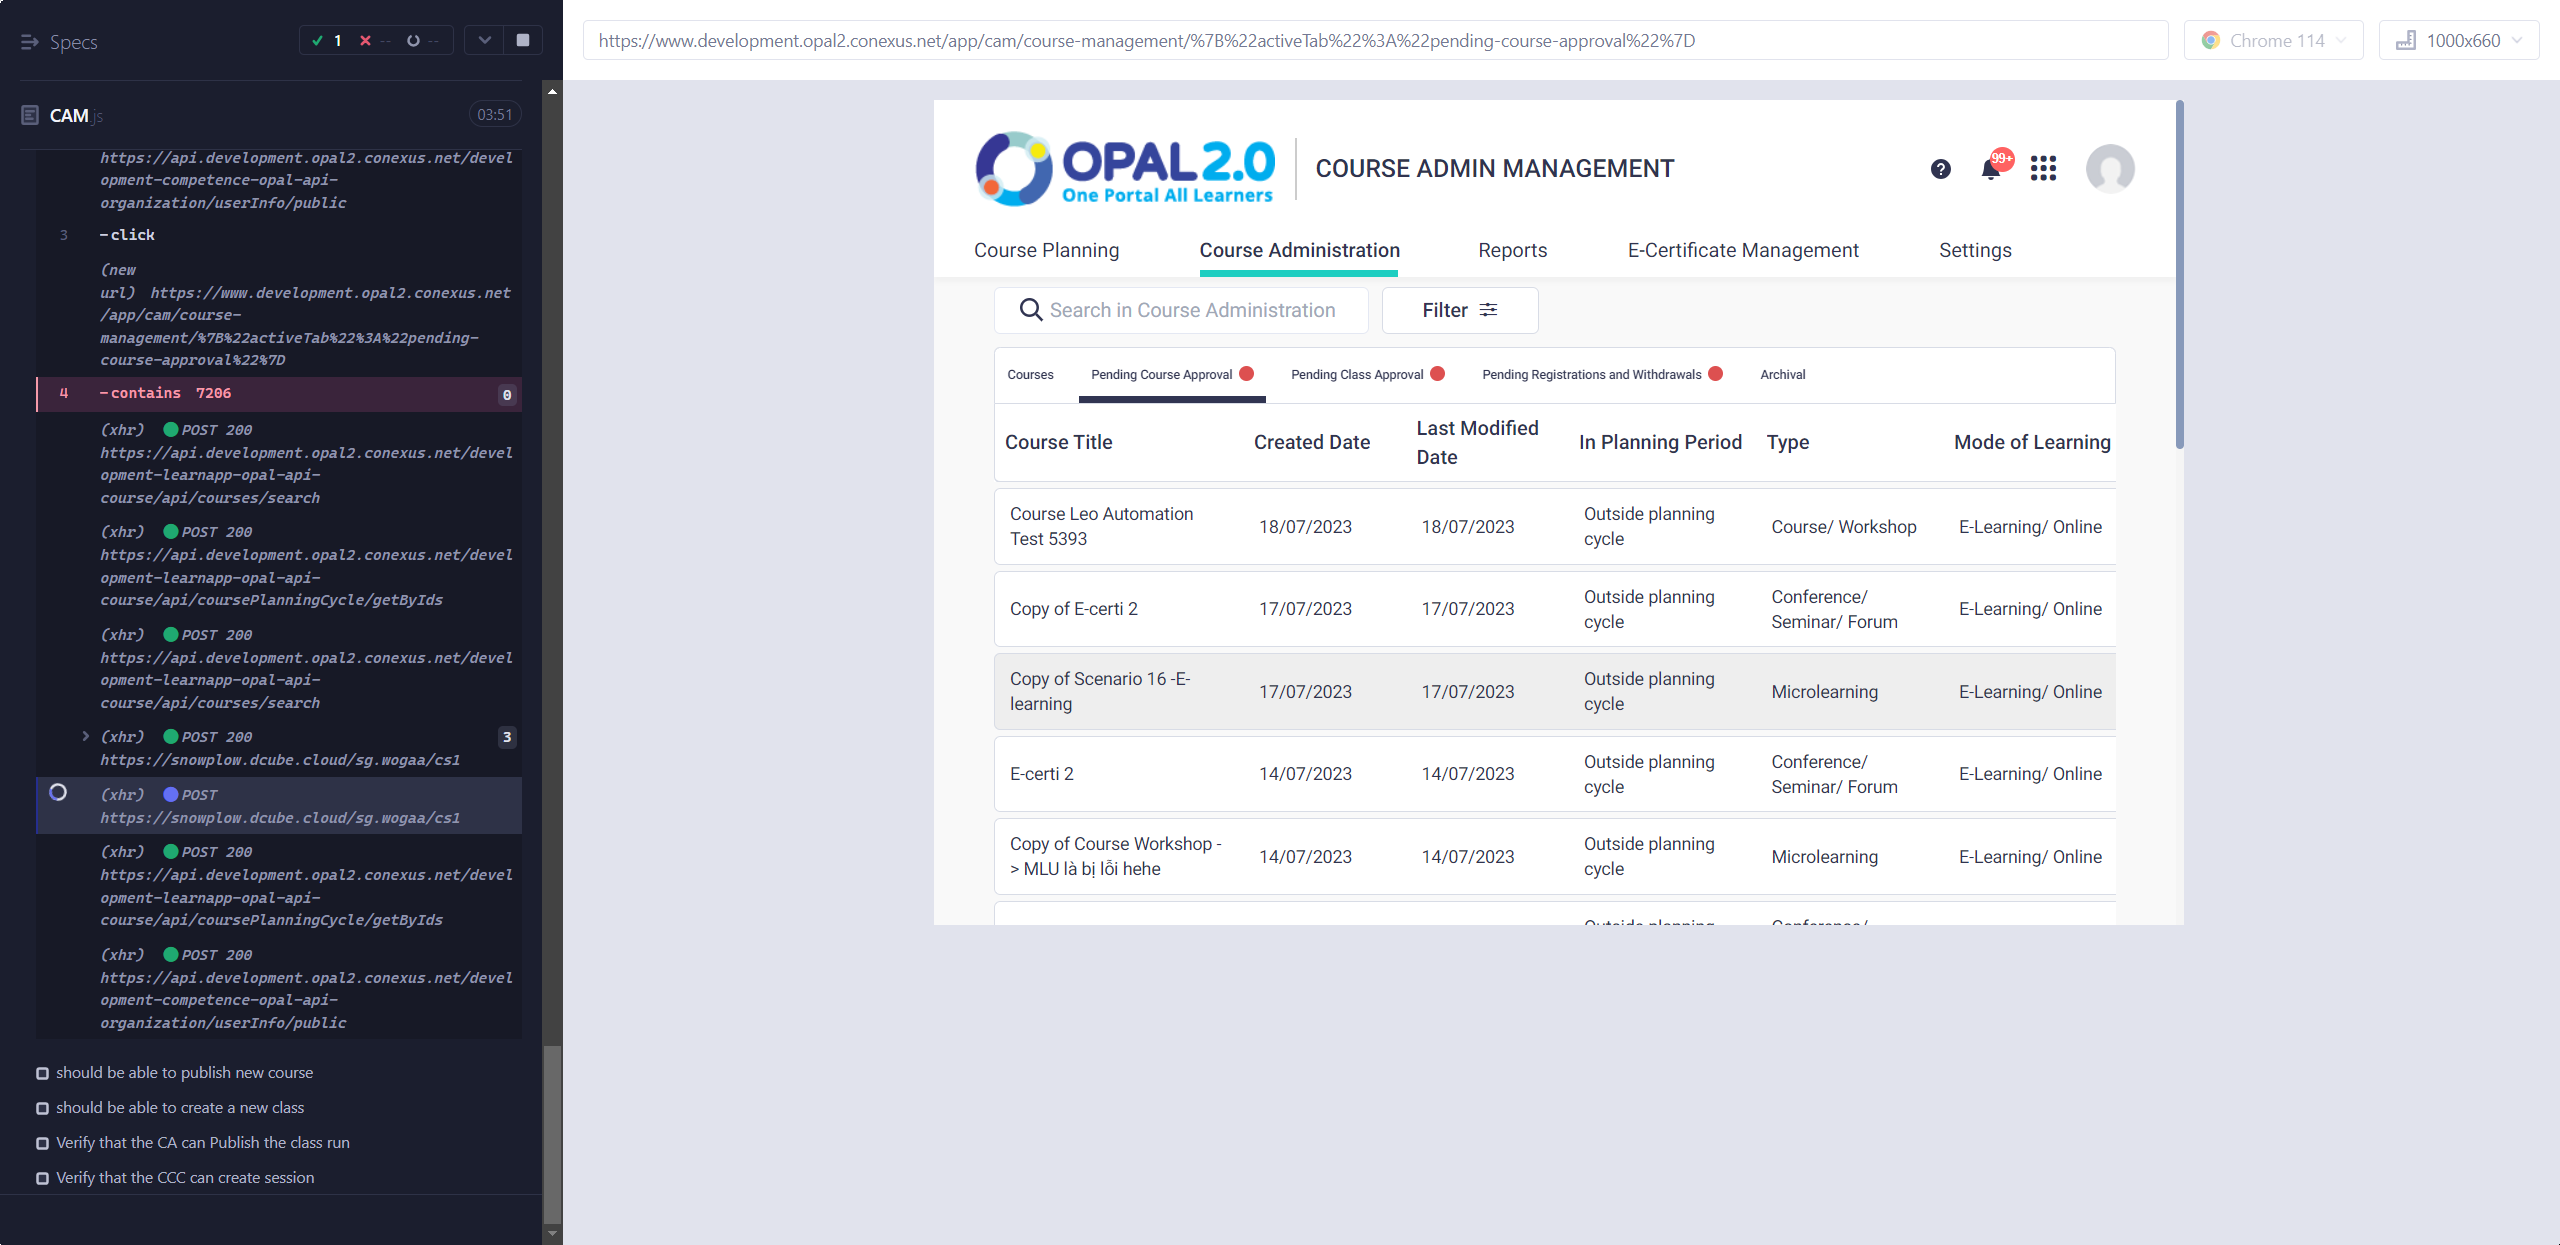 Specs
1
--
--
CAM.js
03:51
https://api.development.opal2.conexus.net/devel
opment-competence-opal-api-
organization/userInfo/public
3 -click
(new
url) https://www.development.opal2.conexus.net
/app/cam/course-
management/%7B%22activeTab%22%3A%22pending-
course-approval%22%7D
4 -contains 7206 0
(xhr) POST 200
https://api.development.opal2.conexus.net/devel
opment-learnapp-opal-api-
course/api/courses/search
(xhr) POST 200
https://api.development.opal2.conexus.net/devel
opment-learnapp-opal-api-
course/api/coursePlanningCycle/getByIds
(xhr) POST 200
https://api.development.opal2.conexus.net/devel
opment-learnapp-opal-api-
course/api/courses/search
(xhr) POST 200 3
https://snowplow.dcube.cloud/sg.wogaa/cs1
(xhr) POST
https://snowplow.dcube.cloud/sg.wogaa/cs1
(xhr) POST 200
https://api.development.opal2.conexus.net/devel
opment-learnapp-opal-api-
course/api/coursePlanningCycle/getByIds
(xhr) POST 200
https://api.development.opal2.conexus.net/devel
opment-competence-opal-api-
organization/userInfo/public
should be able to publish new course
should be able to create a new class
Verify that the CA can Publish the class run
Verify that the CCC can create session
https://www.development.opal2.conexus.net/app/cam/course-management/%7B%22activeTab%22%3A%22pending-course-approval%22%7D
Chrome 114
1000x660
OPAL2.0
One Portal All Learners
COURSE ADMIN MANAGEMENT
?
99+
Course Planning
Course Administration
Reports
E-Certificate Management
Settings
Search in Course Administration
Filter
Courses
Pending Course Approval
Pending Class Approval
Pending Registrations and Withdrawals
Archival
Course Title
Created Date
Last Modified
Date
In Planning Period
Type
Mode of Learning
Course Leo Automation
Test 5393
18/07/2023
18/07/2023
Outside planning
cycle
Course/ Workshop
E-Learning/ Online
Copy of E-certi 2
17/07/2023
17/07/2023
Outside planning
cycle
Conference/
Seminar/ Forum
E-Learning/ Online
Copy of Scenario 16 -E-
learning
17/07/2023
17/07/2023
Outside planning
cycle
Microlearning
E-Learning/ Online
E-certi 2
14/07/2023
14/07/2023
Outside planning
cycle
Conference/
Seminar/ Forum
E-Learning/ Online
Copy of Course Workshop -
> MLU là bị lỗi hehe
14/07/2023
14/07/2023
Outside planning
cycle
Microlearning
E-Learning/ Online
Outside planning
Conference/